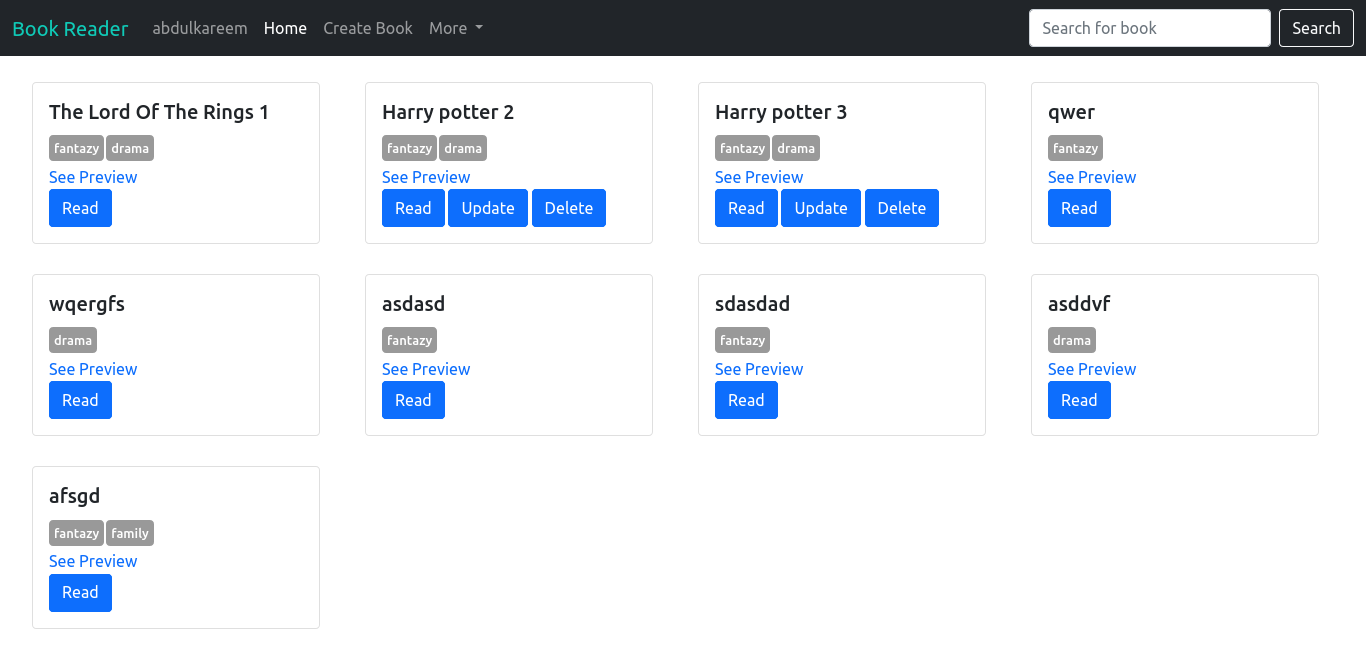 Book Reader abdulkareem Home Create Book More Search for book Search
The Lord Of The Rings 1
fantazy drama
See Preview
Read
Harry potter 2
fantazy drama
See Preview
Read Update Delete
Harry potter 3
fantazy drama
See Preview
Read Update Delete
qwer
fantazy
See Preview
Read
wqergfs
drama
See Preview
Read
asdasd
fantazy
See Preview
Read
sdasdad
fantazy
See Preview
Read
asddvf
drama
See Preview
Read
afsgd
fantazy family
See Preview
Read